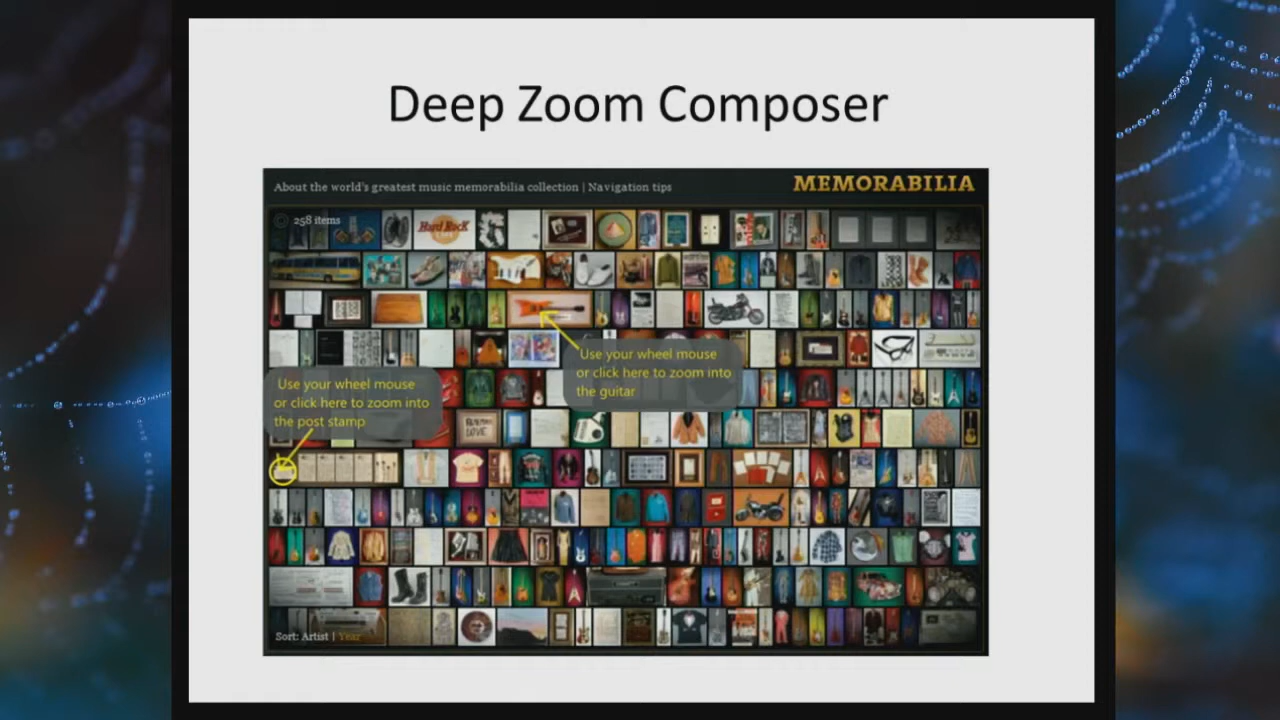 Deep Zoom Composer
About the world's greatest music memorabilia collection | Navigation tips
MEMORABILIA
258 items
Hard Rock
Use your wheel mouse
or click here to zoom into
the guitar
Use your wheel mouse
or click here to zoom into
the post stamp
LOVE
Sort: Artist | Year